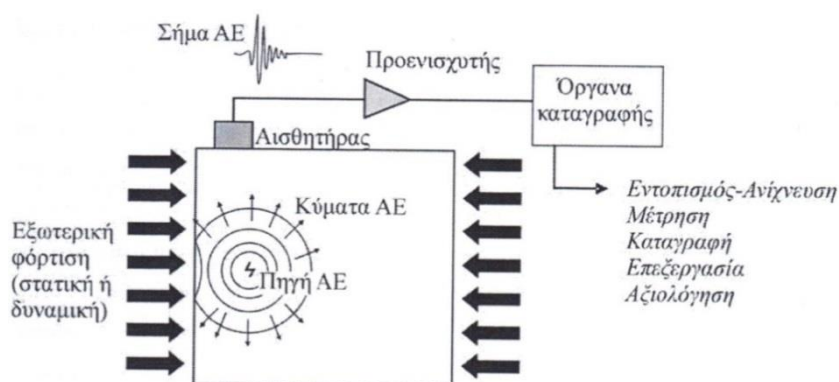 Σήμα ΑΕ
Προενισχυτής
Όργανα
καταγραφής
Αισθητήρας
Κύματα ΑΕ
Πηγή ΑΕ
Εξωτερική
φόρτιση
(στατική ή
δυναμική)
Εντοπισμός-Ανίχνευση
Μέτρηση
Καταγραφή
Επεξεργασία
Αξιολόγηση